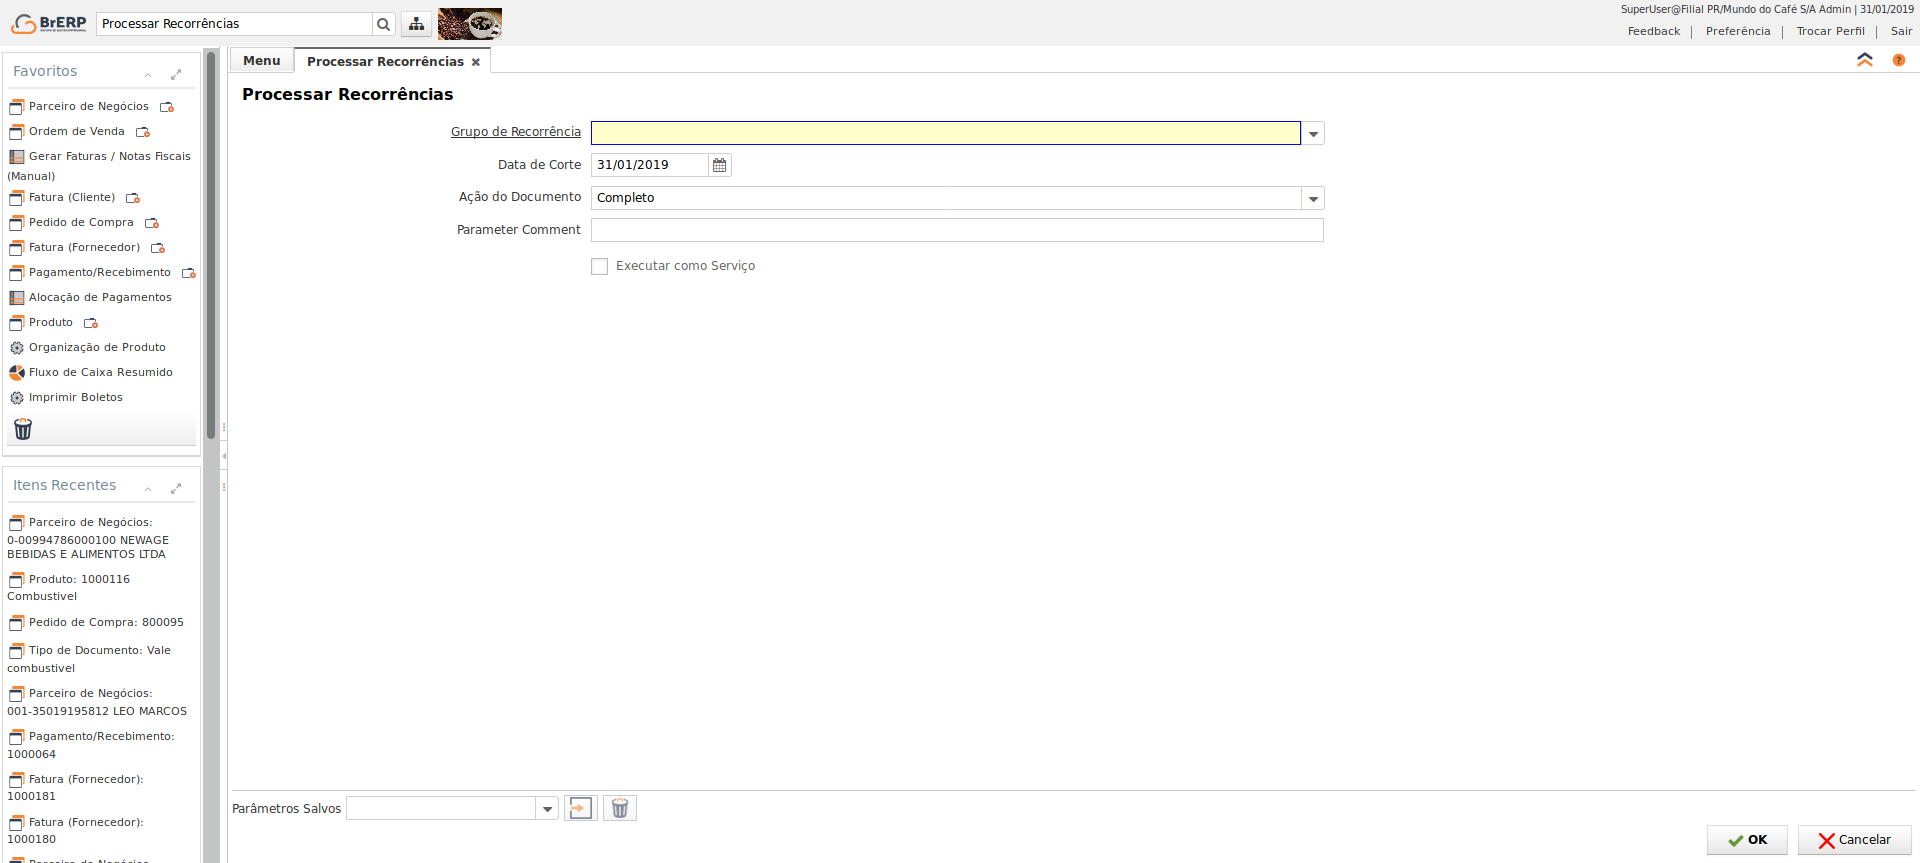 BrERP
Processar Recorrências
SuperUser@Filial PR/Mundo do Café S/A Admin | 31/01/2019
Feedback | Preferência | Trocar Perfil | Sair
Favoritos
Parceiro de Negócios
Ordem de Venda
Gerar Faturas / Notas Fiscais
(Manual)
Fatura (Cliente)
Pedido de Compra
Fatura (Fornecedor)
Pagamento/Recebimento
Alocação de Pagamentos
Produto
Organização de Produto
Fluxo de Caixa Resumido
Imprimir Boletos
Itens Recentes
Parceiro de Negócios:
0-00994786000100 NEWAGE
BEBIDAS E ALIMENTOS LTDA
Produto: 1000116
Combustivel
Pedido de Compra: 800095
Tipo de Documento: Vale
combustivel
Parceiro de Negócios:
001-35019195812 LEO MARCOS
Pagamento/Recebimento:
1000064
Fatura (Fornecedor):
1000181
Fatura (Fornecedor):
1000180
Parceiro de Negócios
Menu
Processar Recorrências
?
Processar Recorrências
Grupo de Recorrência
Data de Corte 31/01/2019
Ação do Documento Completo
Parameter Comment
Executar como Serviço
Parâmetros Salvos
OK
Cancelar